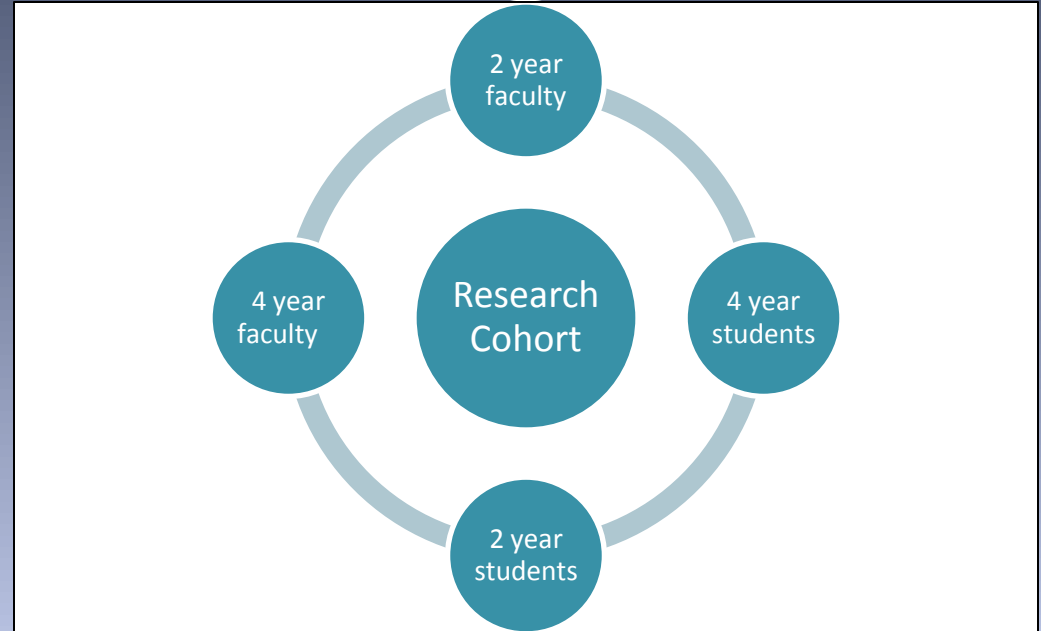 2 year
faculty
4 year
faculty
Research
Cohort
4 year
students
2 year
students